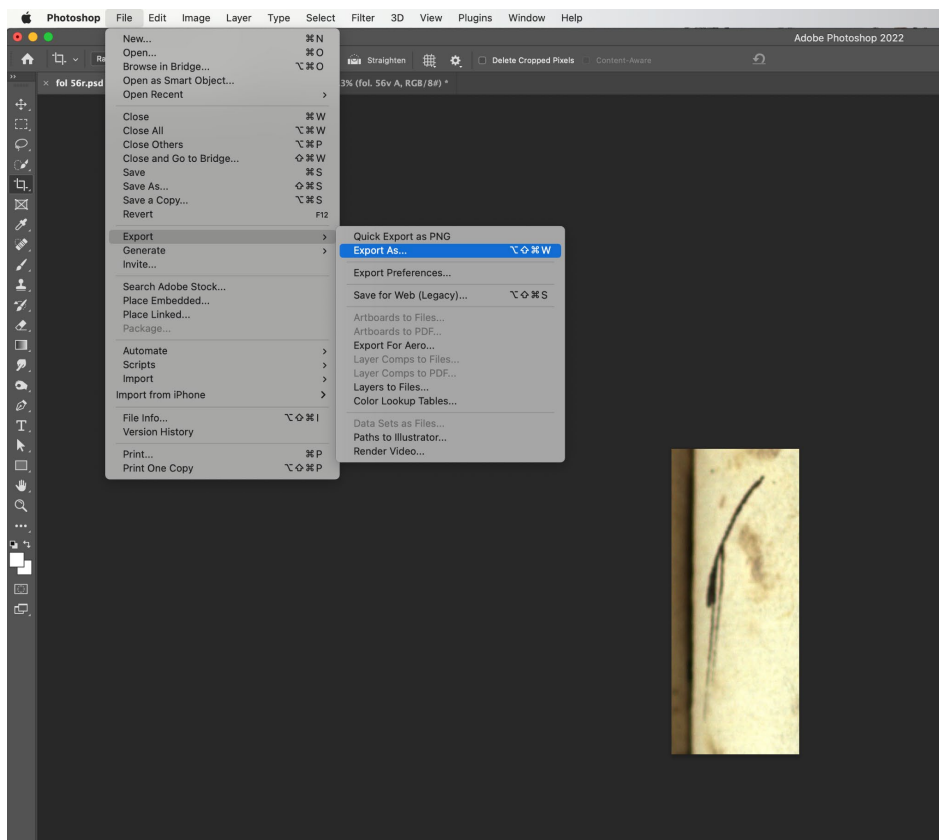 Photoshop File Edit Image Layer Type Select Filter 3D View Plugins Window Help
Adobe Photoshop 2022
Ra Straighten Delete Cropped Pixels Content-Aware
× fol 56r.psd 3% (fol. 56v A, RGB/8#) *
New... ⌘N
Open... ⌘O
Browse in Bridge... ⌥⌘O
Open as Smart Object...
Open Recent >
Close ⌘W
Close All ⌥⌘W
Close Others ⌥⌘P
Close and Go to Bridge... ⇧⌘W
Save ⌘S
Save As... ⇧⌘S
Save a Copy... ⌥⌘S
Revert F12
Export >
Generate >
Invite...
Search Adobe Stock...
Place Embedded...
Place Linked...
Package...
Automate >
Scripts >
Import >
Import from iPhone >
File Info... ⌥⇧⌘I
Version History
Print... ⌘P
Print One Copy ⌥⇧⌘P
Quick Export as PNG
Export As... ⌥⇧⌘W
Export Preferences...
Save for Web (Legacy)... ⌥⇧⌘S
Artboards to Files...
Artboards to PDF...
Export For Aero...
Layer Comps to Files...
Layer Comps to PDF...
Layers to Files...
Color Lookup Tables...
Data Sets as Files...
Paths to Illustrator...
Render Video...